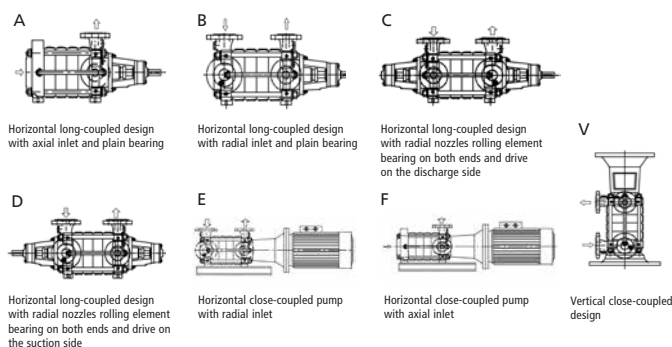 A
Horizontal long-coupled design
with axial inlet and plain bearing
B
Horizontal long-coupled design
with radial inlet and plain bearing
C
Horizontal long-coupled design
with radial nozzles rolling element
bearing on both ends and drive
on the discharge side
D
Horizontal long-coupled design
with radial nozzles rolling element
bearing on both ends and drive on
the suction side
E
Horizontal close-coupled pump
with radial inlet
F
Horizontal close-coupled pump
with axial inlet
V
Vertical close-coupled
design